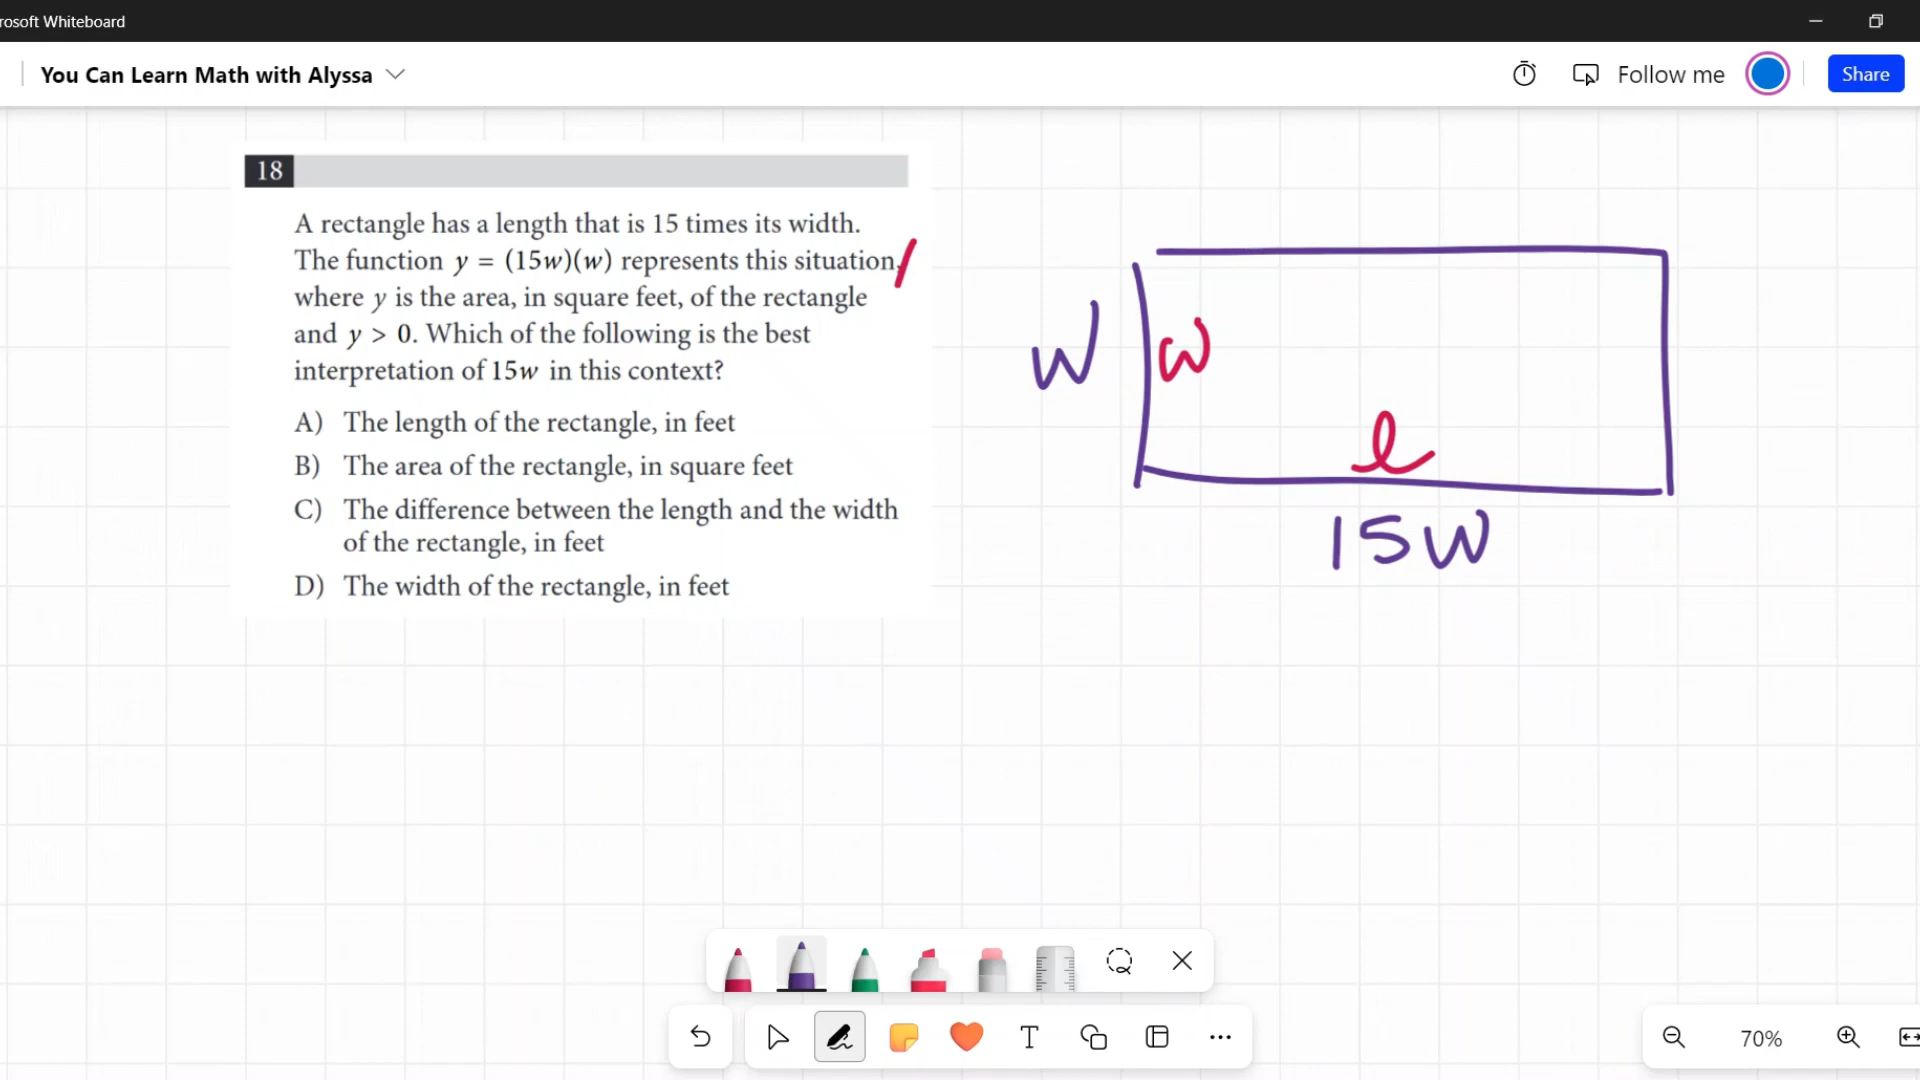 rosoft Whiteboard
You Can Learn Math with Alyssa
Follow me
Share
18
A rectangle has a length that is 15 times its width.
The function y = (15w)(w) represents this situation,
where y is the area, in square feet, of the rectangle
and y > 0. Which of the following is the best
interpretation of 15w in this context?
A) The length of the rectangle, in feet
B) The area of the rectangle, in square feet
C) The difference between the length and the width
of the rectangle, in feet
D) The width of the rectangle, in feet
W
w
l
15W
T
70%